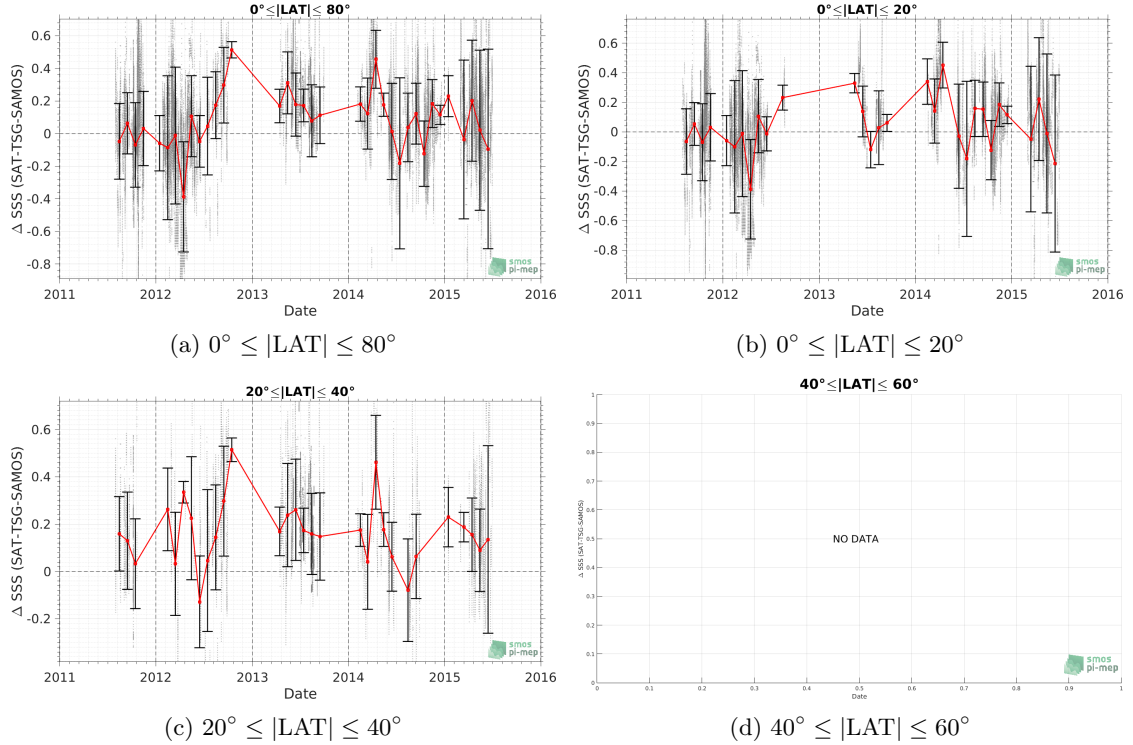 0°≤|LAT|≤ 80°
Δ SSS (SAT-TSG-SAMOS)
0.6
0.4
0.2
0
-0.2
-0.4
-0.6
-0.8
2011 2012 2013 2014 2015 2016
Date
smos
pi-mep
(a) 0° ≤ |LAT| ≤ 80°
0°≤|LAT|≤ 20°
Δ SSS (SAT-TSG-SAMOS)
0.6
0.4
0.2
0
-0.2
-0.4
-0.6
-0.8
2011 2012 2013 2014 2015 2016
Date
smos
pi-mep
(b) 0° ≤ |LAT| ≤ 20°
20°≤|LAT|≤ 40°
Δ SSS (SAT-TSG-SAMOS)
0.6
0.4
0.2
0
-0.2
2011 2012 2013 2014 2015 2016
Date
smos
pi-mep
(c) 20° ≤ |LAT| ≤ 40°
40°≤|LAT|≤ 60°
Δ SSS (SAT-TSG-SAMOS)
1
0.9
0.8
0.7
0.6
0.5
0.4
0.3
0.2
0.1
0
NO DATA
0 0.1 0.2 0.3 0.4 0.5 0.6 0.7 0.8 0.9 1
Date
smos
pi-mep
(d) 40° ≤ |LAT| ≤ 60°